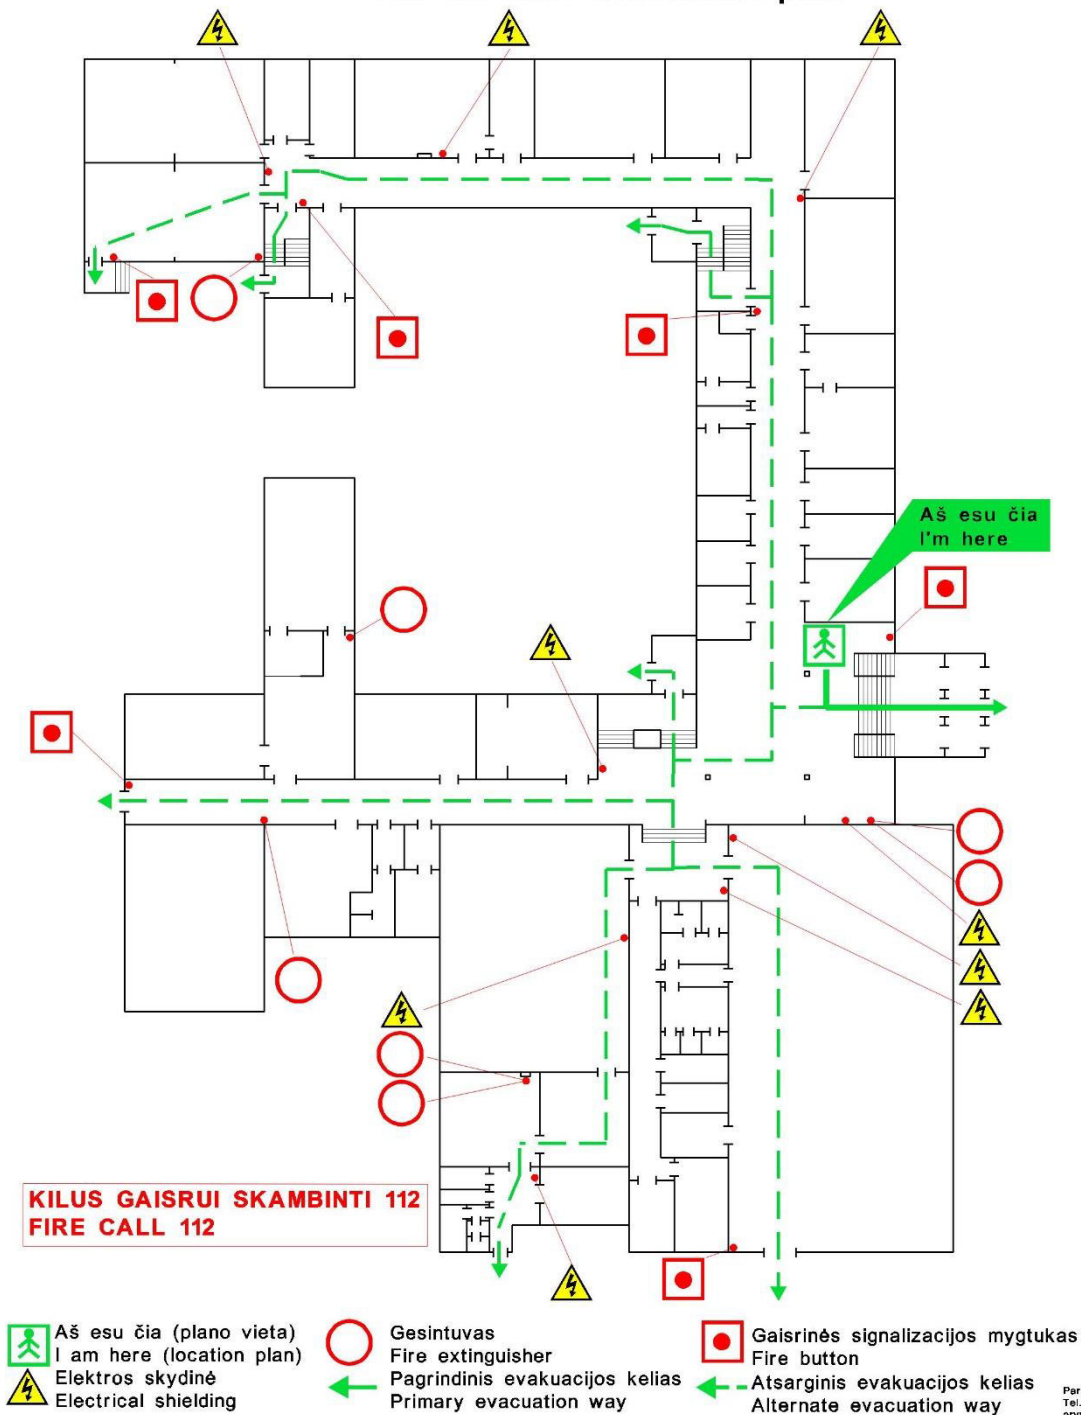 Aš esu čia
I'm here
KILUS GAISRUI SKAMBINTI 112
FIRE CALL 112
Aš esu čia (plano vieta)
I am here (location plan)
Elektros skydinė
Electrical shielding
Gesintuvas
Fire extinguisher
Pagrindinis evakuacijos kelias
Primary evacuation way
Gaisrinės signalizacijos mygtukas
Fire button
Atsarginis evakuacijos kelias
Alternate evacuation way
Tel.